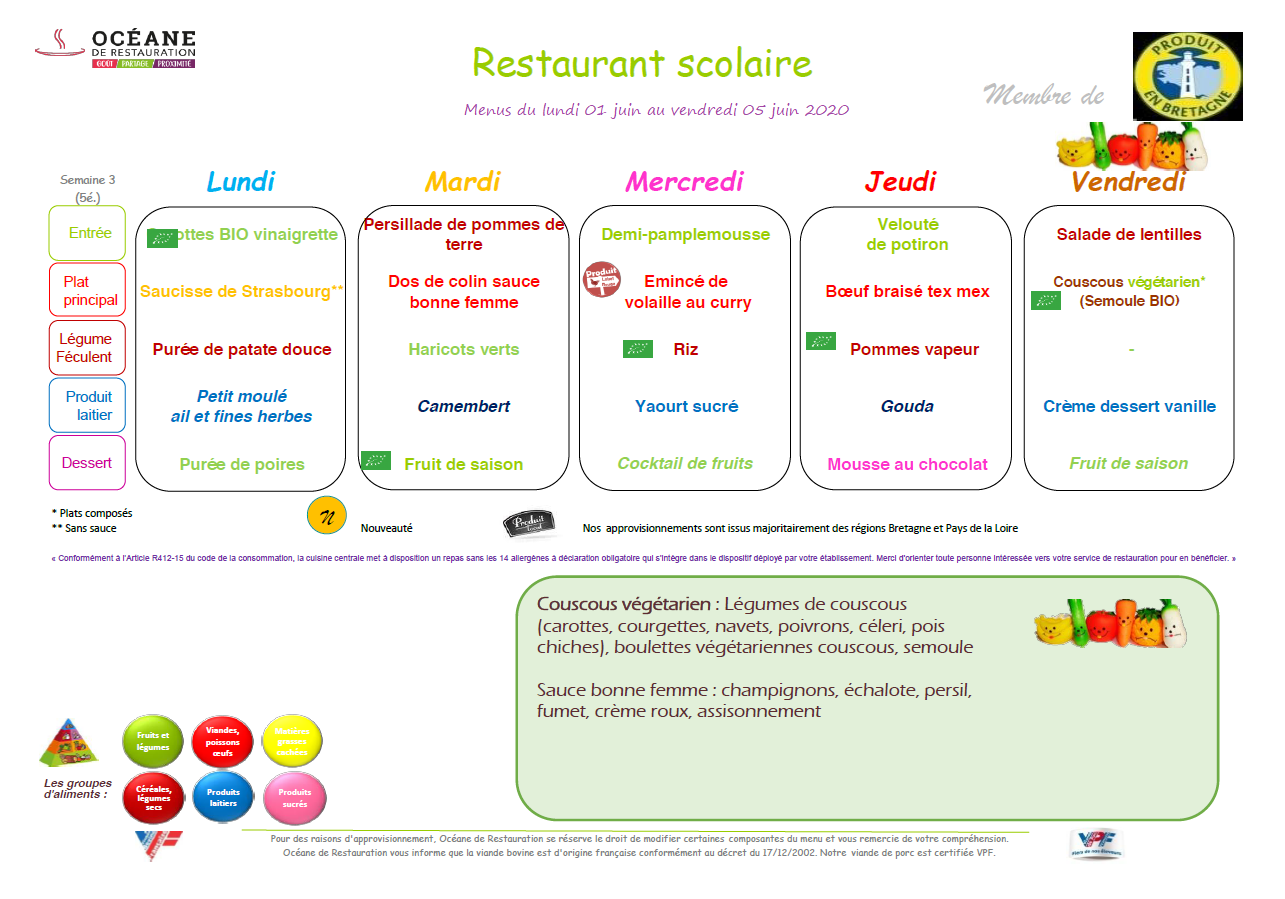 OCÉANE
DE RESTAURATION
GOÛT / PARTAGE / PROXIMITÉ
Restaurant scolaire
Menus du lundi 01 juin au vendredi 05 juin 2020
Membre de
PRODUIT
EN BRETAGNE
Semaine 3
(5é.)
Lundi
Mardi
Mercredi
Jeudi
Vendredi
Entrée
ottes BIO vinaigrette
Persillade de pommes de
terre
Demi-pamplemousse
Velouté
de potiron
Salade de lentilles
Plat
principal
Saucisse de Strasbourg**
Dos de colin sauce
bonne femme
Produit
Label
Rouge
Emincé de
volaille au curry
Bœuf braisé tex mex
Couscous végétarien*
(Semoule BIO)
Légume
Féculent
Purée de patate douce
Haricots verts
Riz
Pommes vapeur
-
Produit
laitier
Petit moulé
ail et fines herbes
Camembert
Yaourt sucré
Gouda
Crème dessert vanille
Dessert
Purée de poires
Fruit de saison
Cocktail de fruits
Mousse au chocolat
Fruit de saison
* Plats composés
** Sans sauce
N
Nouveauté
Produit
local
Nos approvisionnements sont issus majoritairement des régions Bretagne et Pays de la Loire
« Conformément à l'Article R412-15 du code de la consommation, la cuisine centrale met à disposition un repas sans les 14 allergènes à déclaration obligatoire qui s'intègre dans le dispositif déployé par votre établissement. Merci d'orienter toute personne intéressée vers votre service de restauration pour en bénéficier. »
Couscous végétarien : Légumes de couscous
(carottes, courgettes, navets, poivrons, céleri, pois
chiches), boulettes végétariennes couscous, semoule
Sauce bonne femme : champignons, échalote, persil,
fumet, crème roux, assisonnement
Les groupes
d'aliments :
Fruits et
légumes
Viandes,
poissons
œufs
Matières
grasses
cachées
Céréales,
légumes
secs
Produits
laitiers
Produits
sucrés
VPF
Pour des raisons d'approvisionnement, Océane de Restauration se réserve le droit de modifier certaines composantes du menu et vous remercie de votre compréhension.
Océane de Restauration vous informe que la viande bovine est d'origine française conformément au décret du 17/12/2002. Notre viande de porc est certifiée VPF.
VPF